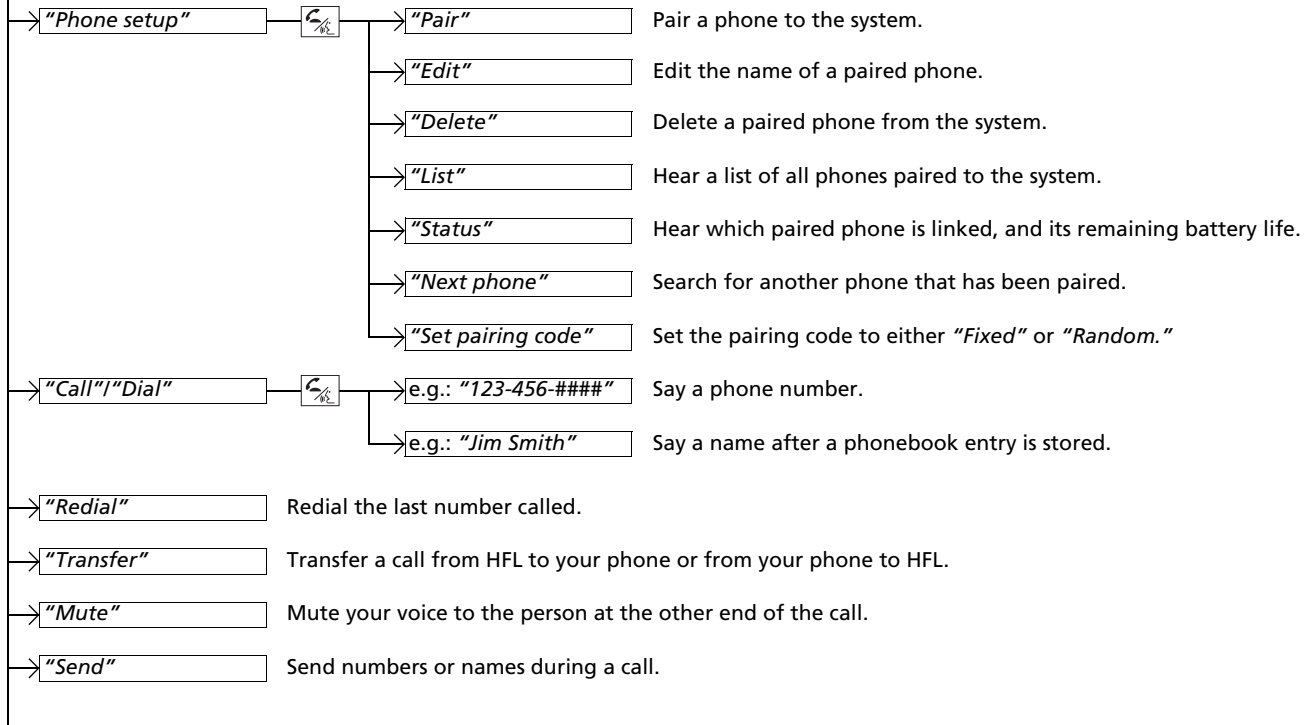 "Phone setup" "Pair" Pair a phone to the system.
"Edit" Edit the name of a paired phone.
"Delete" Delete a paired phone from the system.
"List" Hear a list of all phones paired to the system.
"Status" Hear which paired phone is linked, and its remaining battery life.
"Next phone" Search for another phone that has been paired.
"Set pairing code" Set the pairing code to either "Fixed" or "Random."
"Call"/"Dial" e.g.: "123-456-####" Say a phone number.
e.g.: "Jim Smith" Say a name after a phonebook entry is stored.
"Redial" Redial the last number called.
"Transfer" Transfer a call from HFL to your phone or from your phone to HFL.
"Mute" Mute your voice to the person at the other end of the call.
"Send" Send numbers or names during a call.